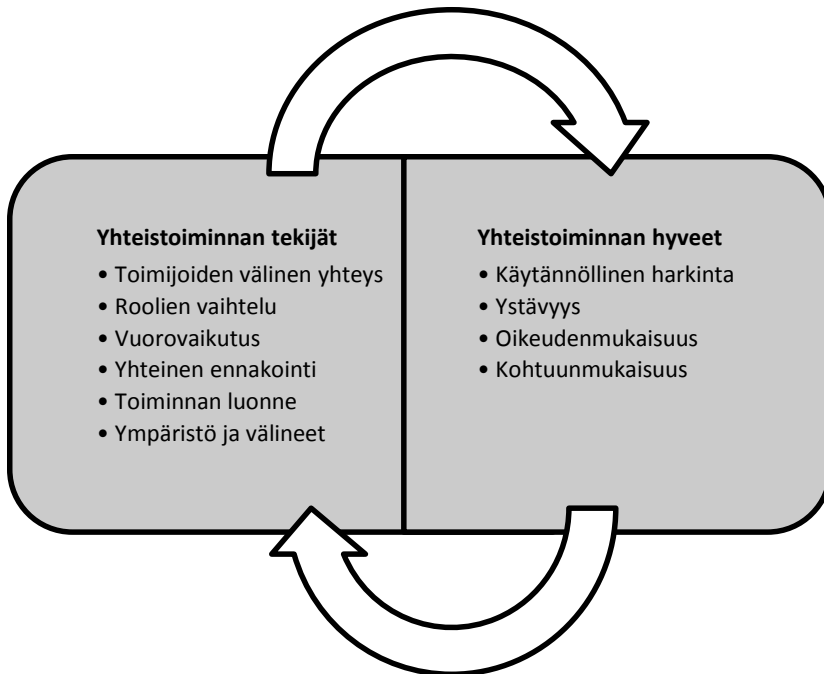 Yhteistoiminnan tekijät
• Toimijoiden välinen yhteys
• Roolien vaihtelu
• Vuorovaikutus
• Yhteinen ennakointi
• Toiminnan luonne
• Ympäristö ja välineet
Yhteistoiminnan hyveet
• Käytännöllinen harkinta
• Ystävyys
• Oikeudenmukaisuus
• Kohtuunmukaisuus